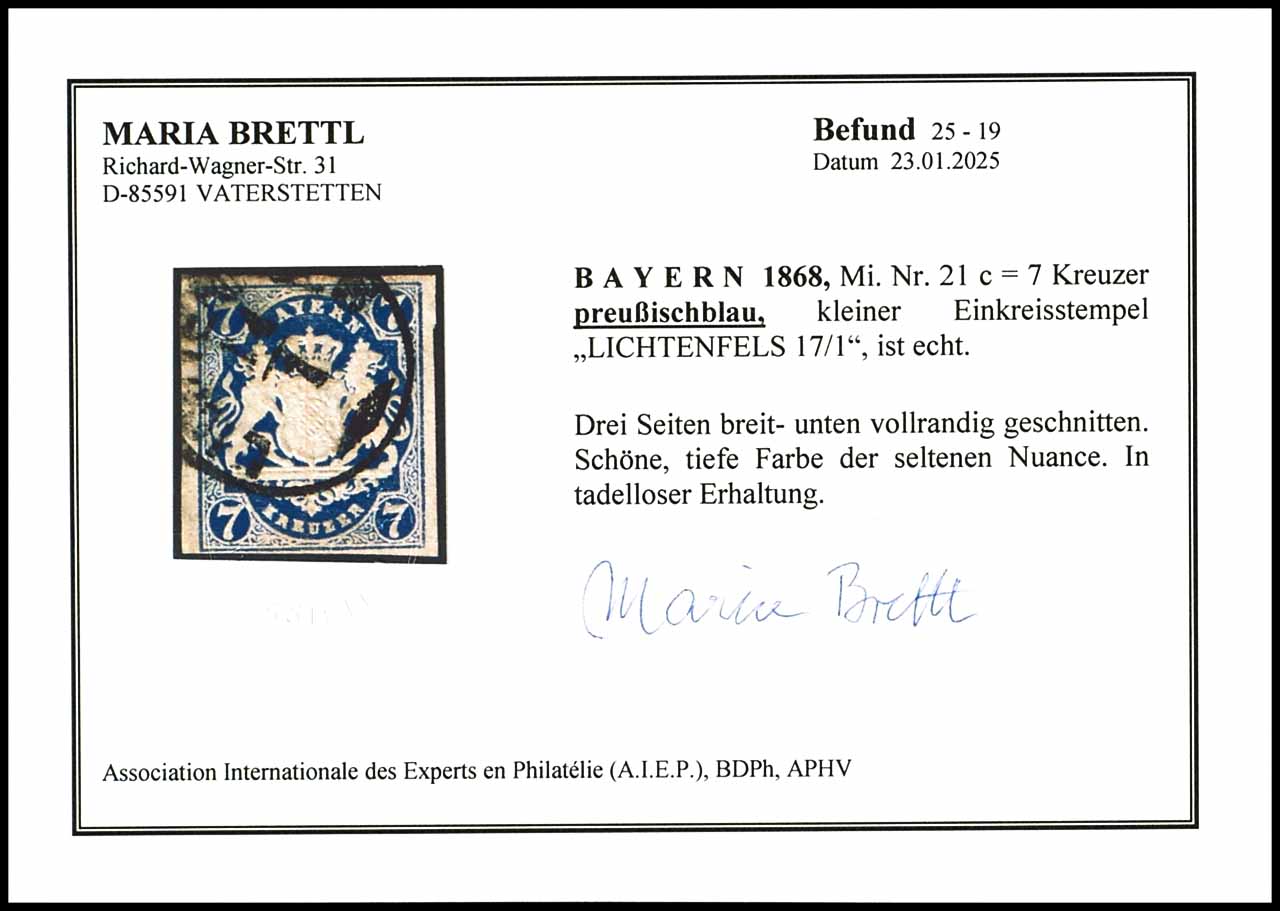 MARIA BRETTL
Richard-Wagner-Str. 31
D-85591 VATERSTETTEN
Befund 25 - 19
Datum 23.01.2025
7 BAYERN 7
7 KREUZER 7
BAYERN 1868, Mi. Nr. 21 c = 7 Kreuzer
preußischblau, kleiner Einkreisstempel
„LICHTENFELS 17/1“, ist echt.
Drei Seiten breit- unten vollrandig geschnitten.
Schöne, tiefe Farbe der seltenen Nuance. In
tadelloser Erhaltung.
Maria Brettl
Association Internationale des Experts en Philatélie (A.I.E.P.), BDPh, APHV